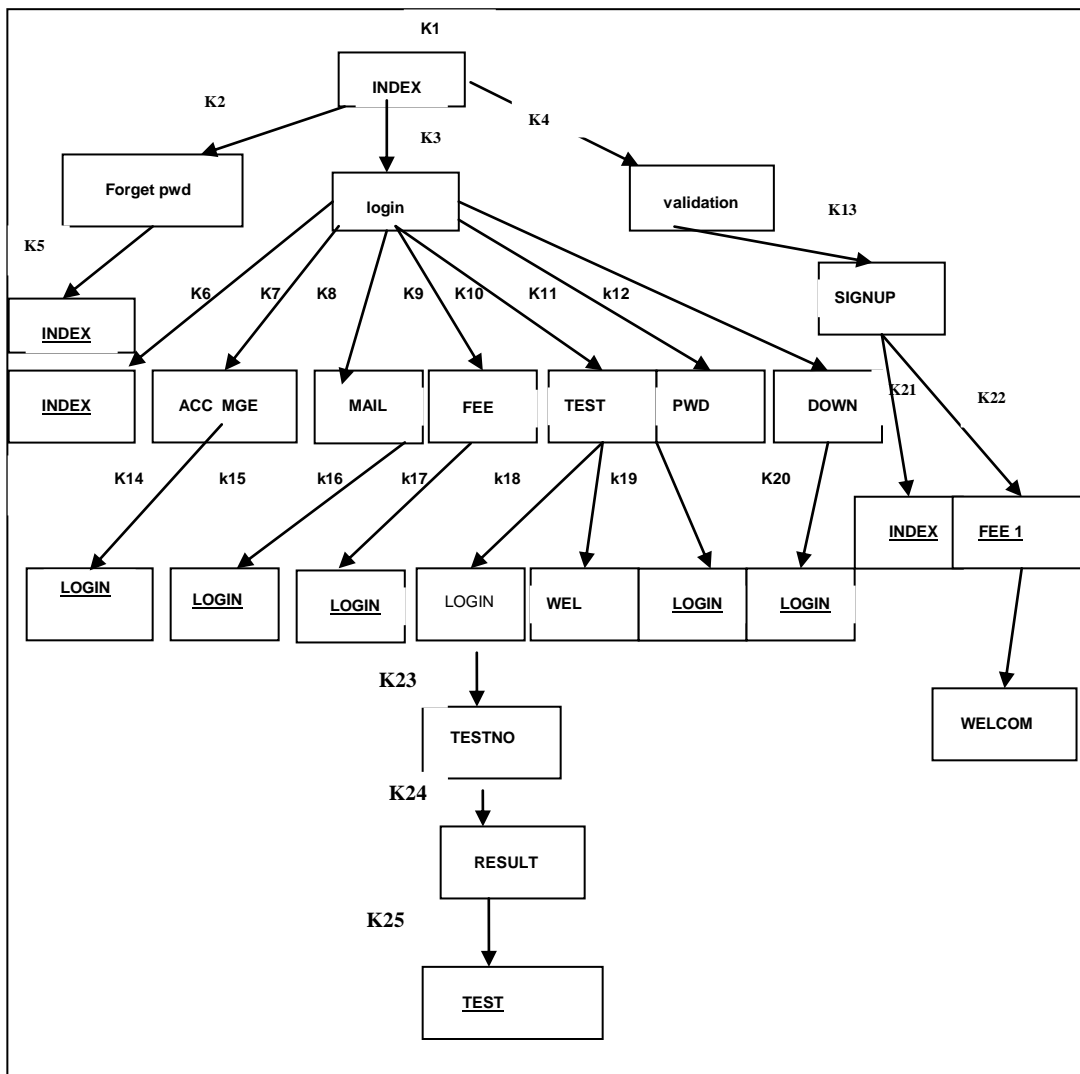 K1
INDEX
K2
K4
K3
Forget pwd
login
validation
K13
K5
K6
K7
K8
K9
K10
K11
k12
SIGNUP
INDEX
INDEX
ACC MGE
MAIL
FEE
TEST
PWD
DOWN
K21
K22
K14
k15
k16
k17
k18
k19
K20
INDEX
FEE 1
LOGIN
LOGIN
LOGIN
LOGIN
WEL
LOGIN
LOGIN
K23
TESTNO
WELCOM
K24
RESULT
K25
TEST